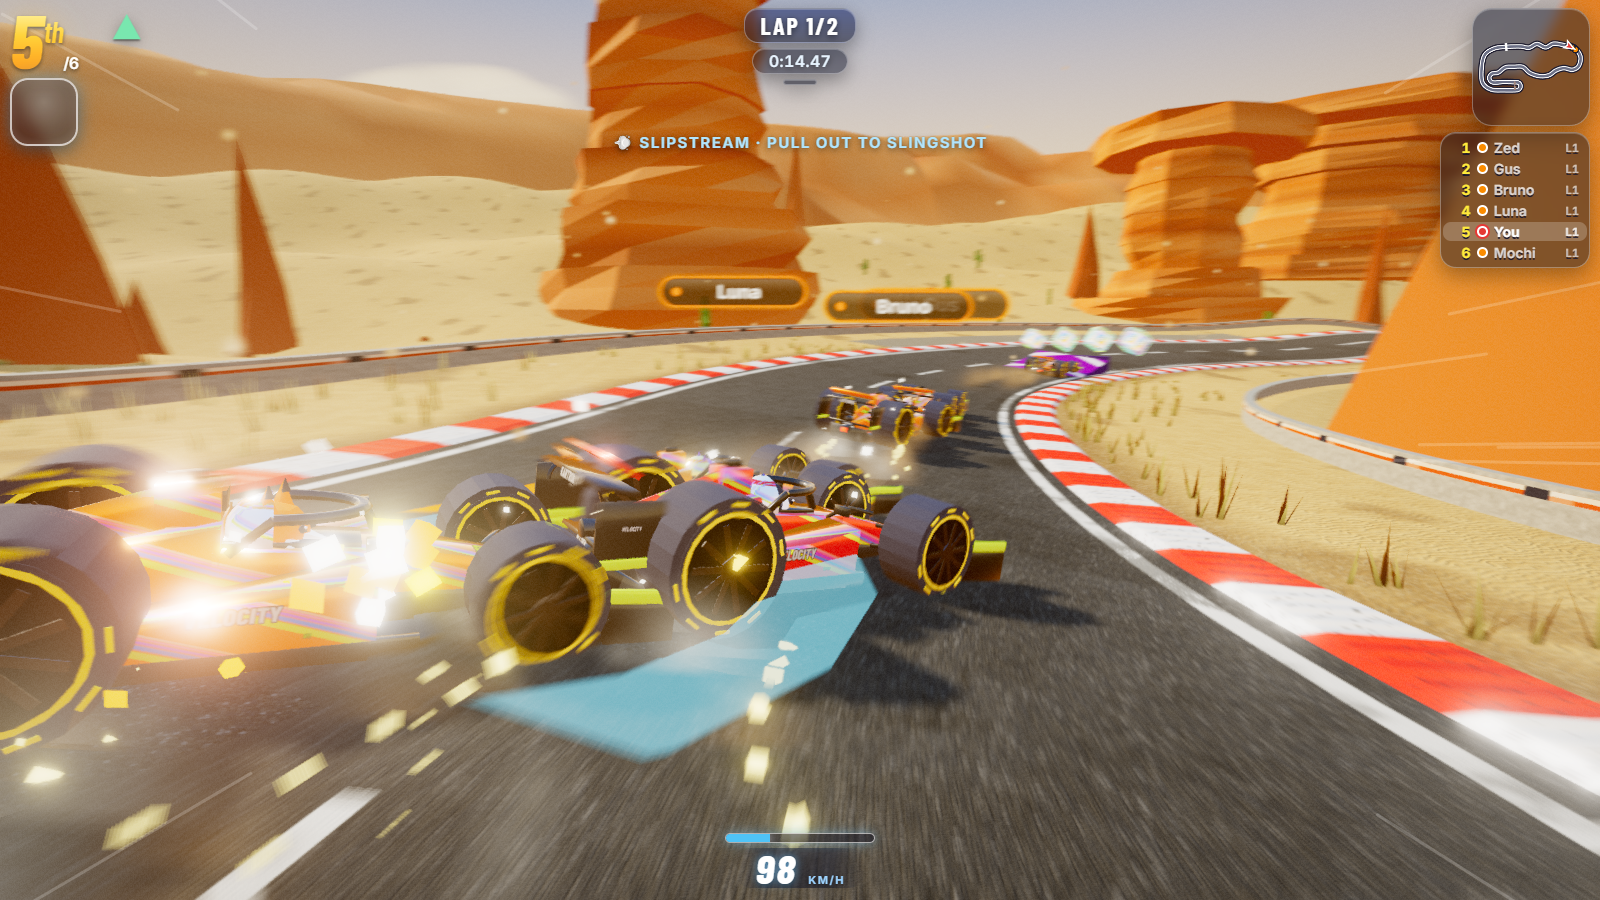 5th
/6
LAP 1/2
0:14.47
SLIPSTREAM · PULL OUT TO SLINGSHOT
1 Zed L1
2 Gus L1
3 Bruno L1
4 Luna L1
5 You L1
6 Mochi L1
Luna
Bruno
VELOCITY
98 KM/H